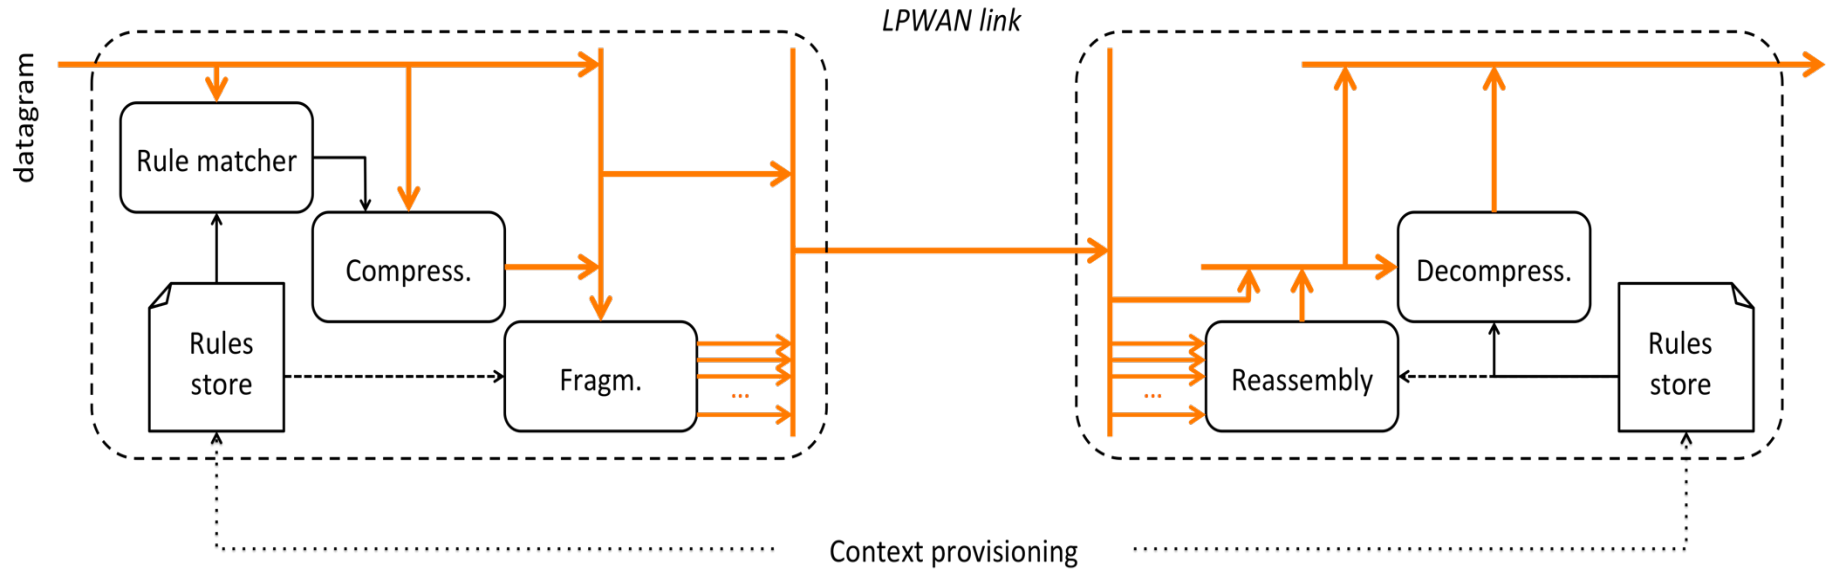 LPWAN link
datagram
Rule matcher
Compress.
Decompress.
Rules
store
Fragm.
...
...
Reassembly
Rules
store
Context provisioning